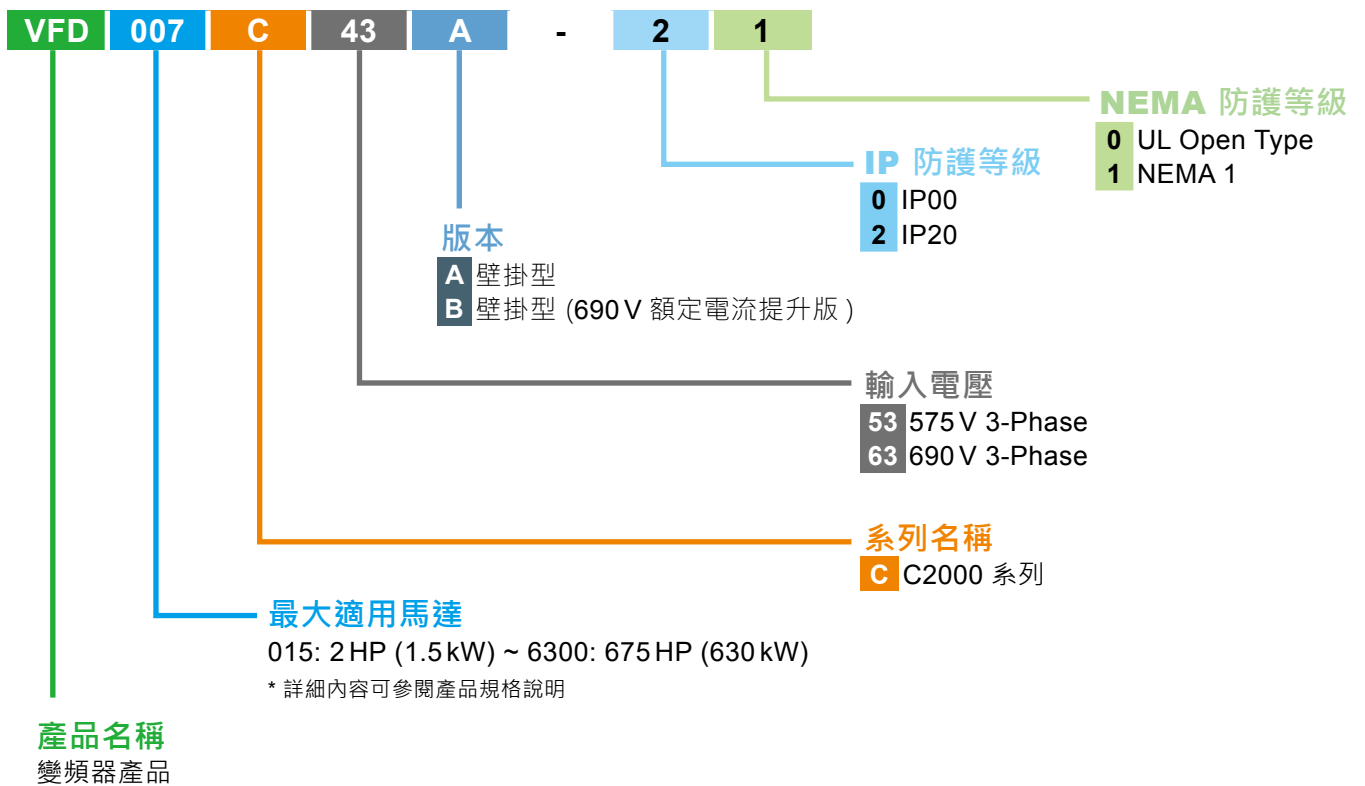 VFD 007 C 43 A - 2 1
NEMA 防護等級
0 UL Open Type
1 NEMA 1
IP 防護等級
0 IP00
2 IP20
版本
A 壁掛型
B 壁掛型 (690 V 額定電流提升版 )
輸入電壓
53 575 V 3-Phase
63 690 V 3-Phase
系列名稱
C C2000 系列
最大適用馬達
015: 2 HP (1.5 kW) ~ 6300: 675 HP (630 kW)
* 詳細內容可參閱產品規格說明
產品名稱
變頻器產品